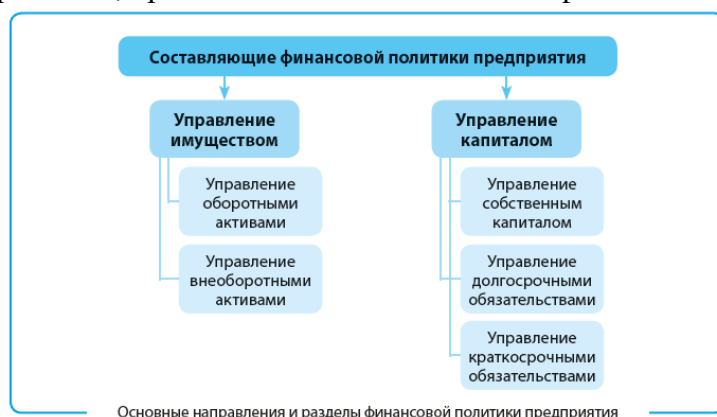 Составляющие финансовой политики предприятия
Управление
имуществом
Управление
капиталом
Управление
оборотными
активами
Управление
собственным
капиталом
Управление
внеоборотными
активами
Управление
долгосрочными
обязательствами
Управление
краткосрочными
обязательствами
Основные направления и разделы финансовой политики предприятия